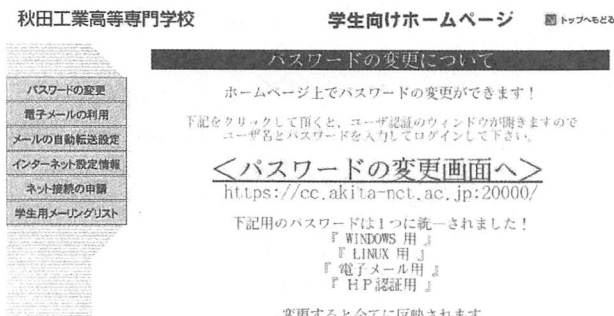 秋田工業高等専門学校
学生向けホームページ
トップへもどる
パスワードの変更
電子メールの利用
メールの自動転送設定
インターネット設定情報
ネット接続の申請
学生用メーリングリスト
パスワードの変更について
ホームページ上でパスワードの変更ができます！
下記をクリックして頂くと、ユーザ認証のウィンドウが開きますので
ユーザ名とパスワードを入力してログインして下さい。
＜パスワードの変更画面へ＞
https://cc.akita-nct.ac.jp:20000/
下記用のパスワードは１つに統一されました！
『 WINDOWS 用 』
『 LINUX 用 』
『 電子メール用 』
『 ＨＰ認証用 』
変更すると全てに反映されます